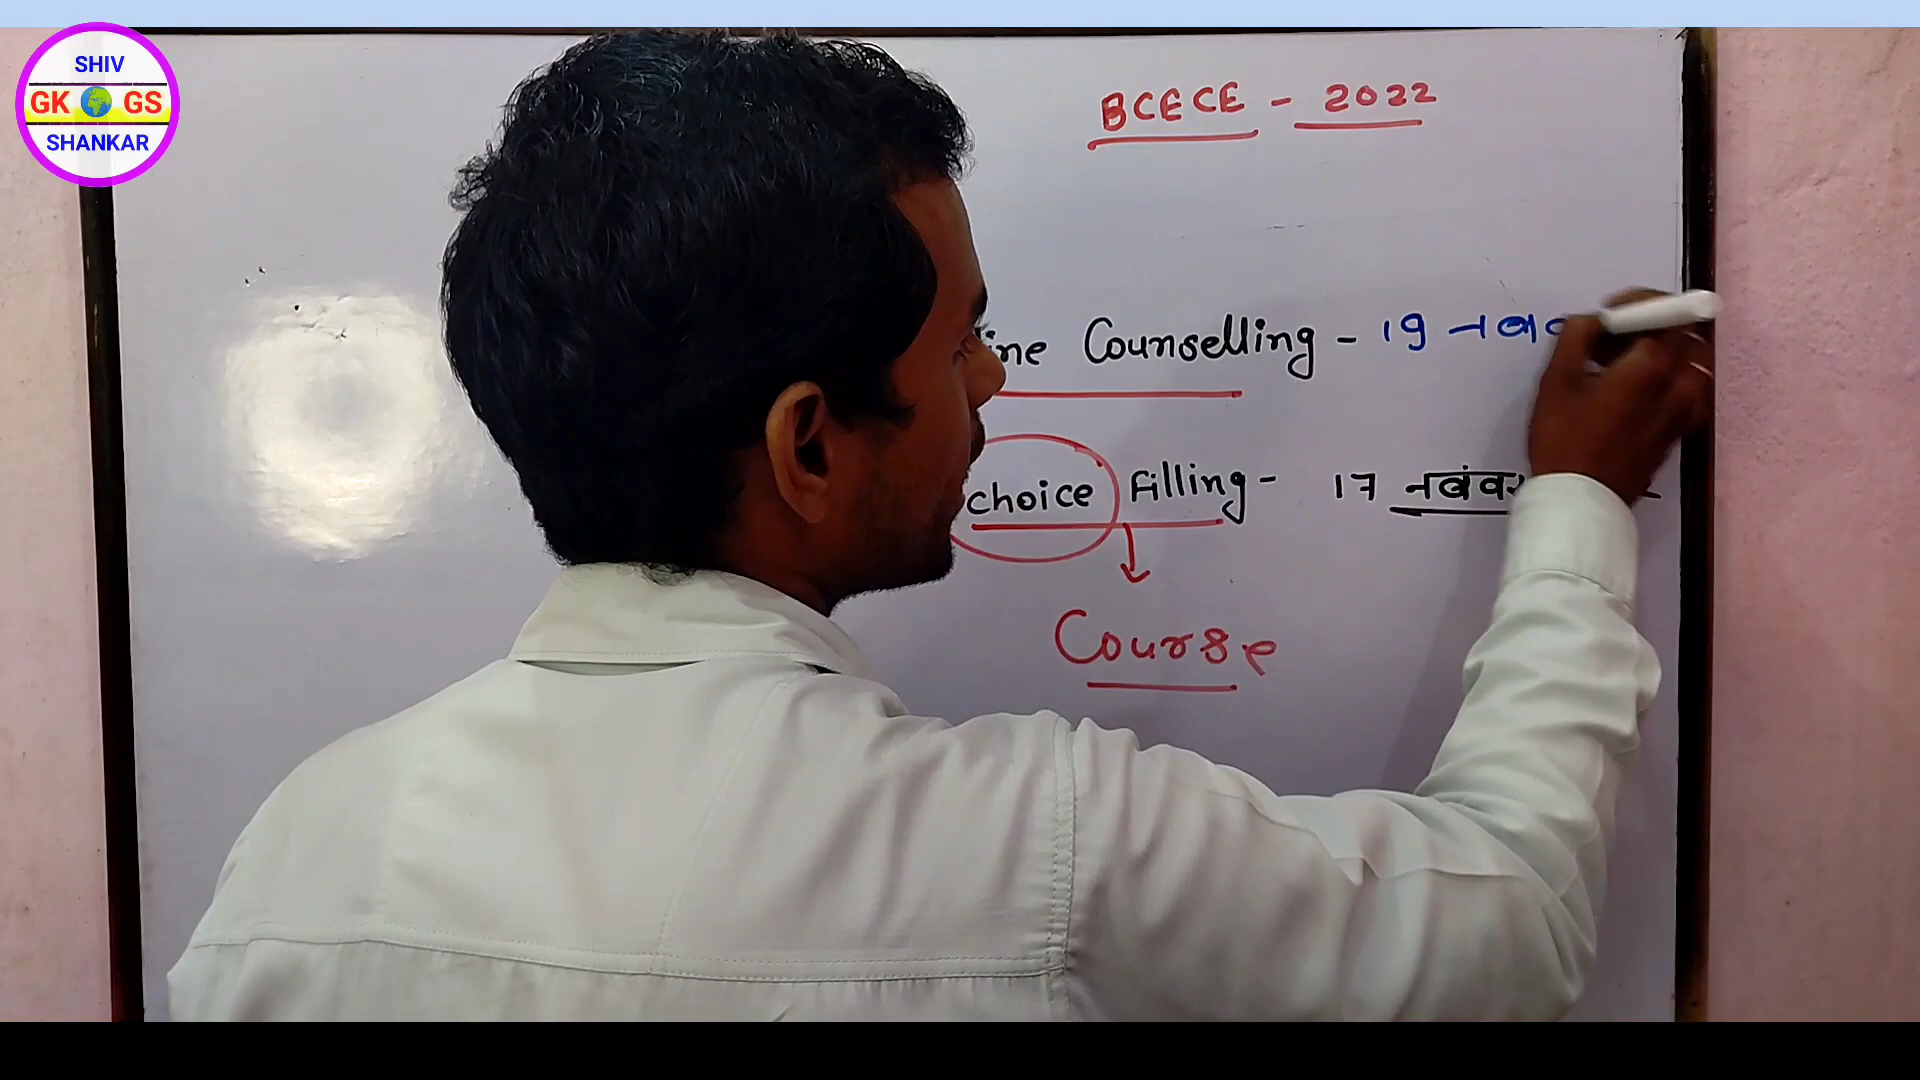 SHIV
GK GS
SHANKAR
BCECE - 2022
Counselling - 19
choice Filling - 17
Course